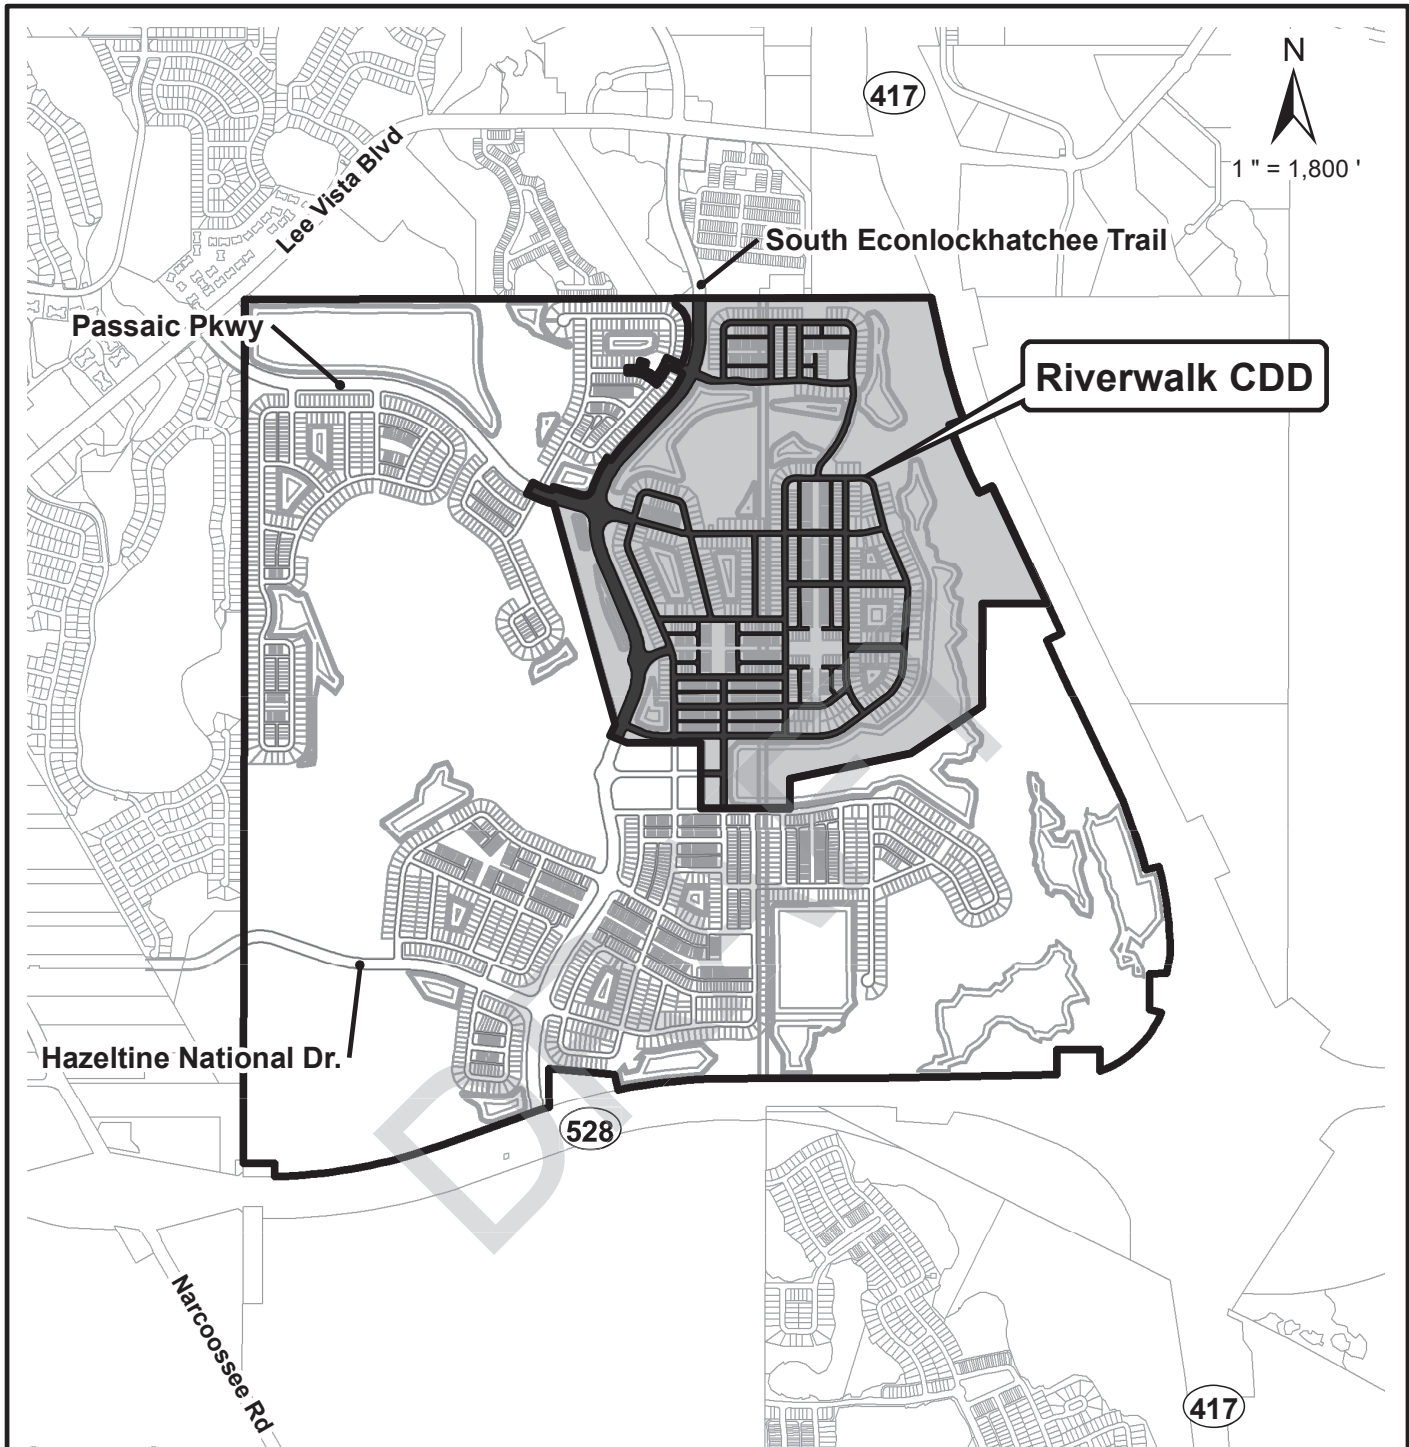 N
417
1 " = 1,800 '
Lee Vista Blvd
South Econlockhatchee Trail
Passaic Pkwy
Riverwalk CDD
DRAFT
Hazeltine National Dr.
528
Narcoossee Rd
417